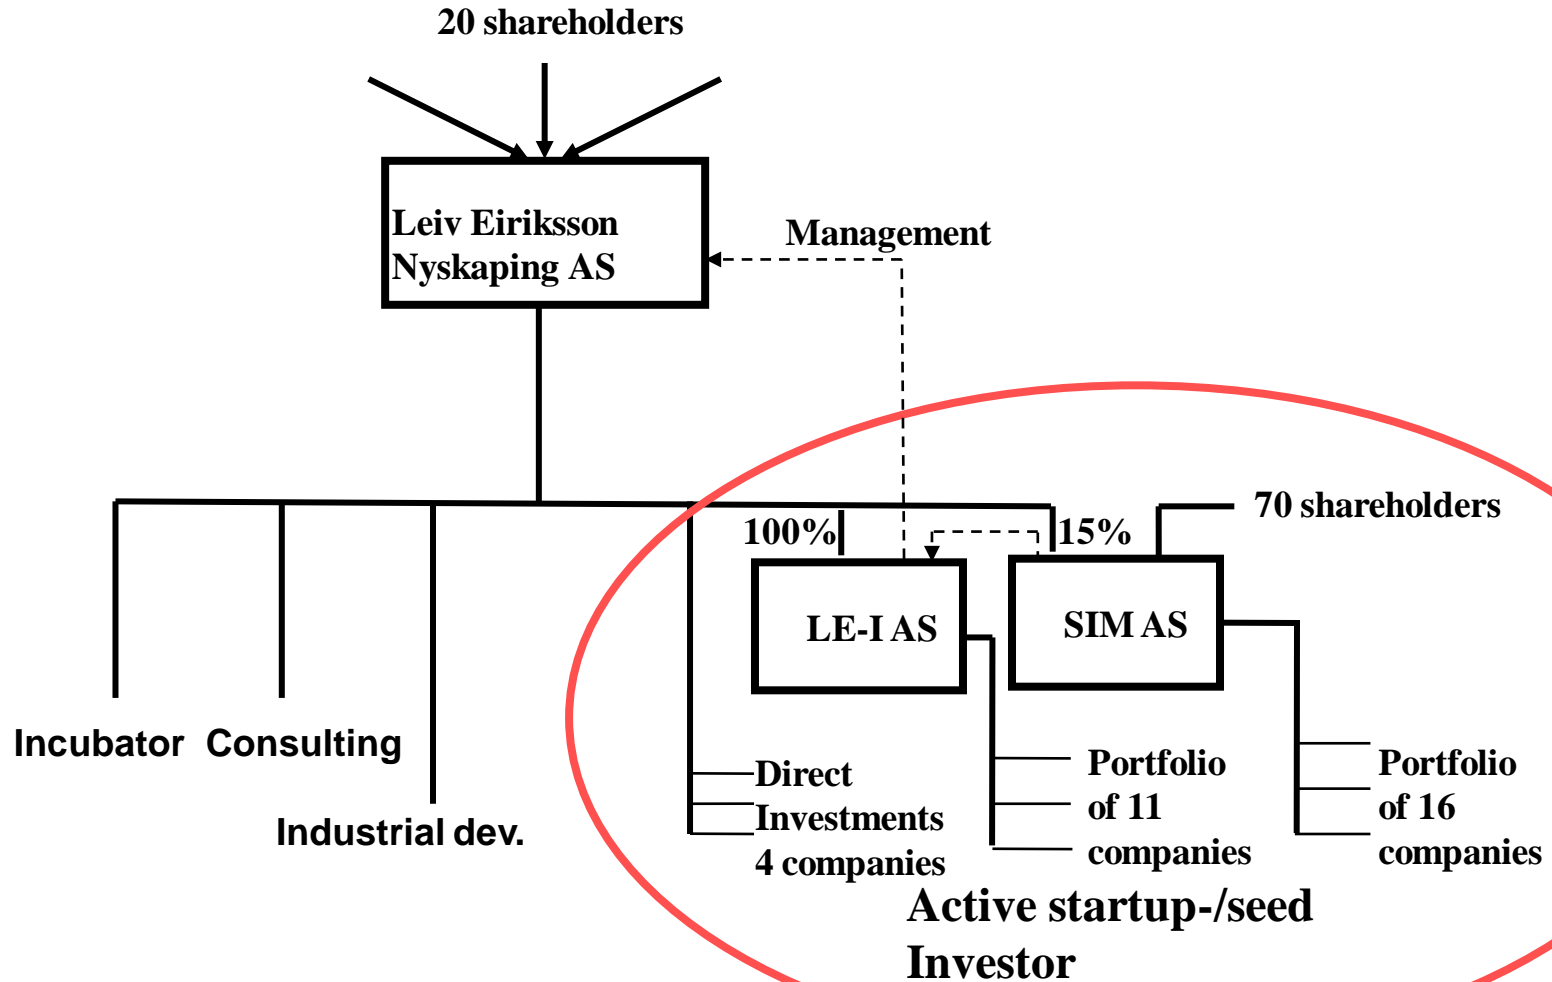 20 shareholders
Leiv Eiriksson
Nyskaping AS
Management
70 shareholders
100%
15%
LE-I AS
SIM AS
Incubator
Consulting
Industrial dev.
Direct
Investments
4 companies
Portfolio
of 11
companies
Portfolio
of 16
companies
Active startup-/seed
Investor